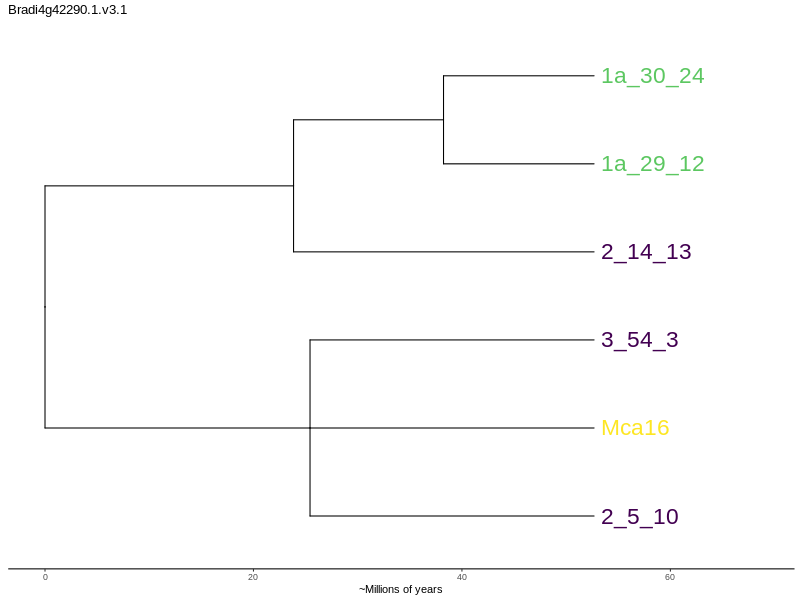 Bradi4g42290.1.v3.1
1a_30_24
1a_29_12
2_14_13
3_54_3
Mca16
2_5_10
0 20 40 60
~Millions of years